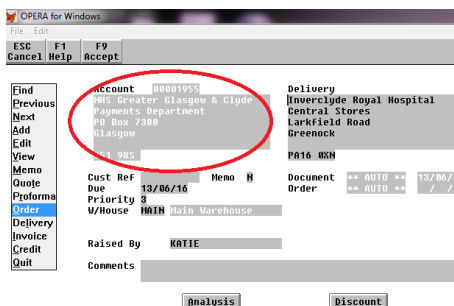 OPERA for Windows
File Edit
ESC F1 F9
Cancel Help Accept
Find
Previous
Next
Add
Edit
View
Memo
Quote
Proforma
Order
Delivery
Invoice
Credit
Quit
Account 00001955
NHS Greater Glasgow & Clyde
Payments Department
PO Box 7388
Glasgow
9BS
Delivery
Inverclyde Royal Hospital
Central Stores
Larkfield Road
Greenock
PA16 0XN
Cust Ref Memo N
Due 13/06/16
Priority 3
W/House MAIN Main Warehouse
Document ** AUTO ** 13/06/
Order ** AUTO ** / /
Raised By KATIE
Comments
Analysis Discount